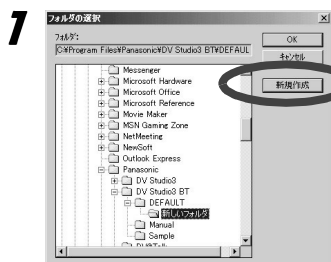 7
フォルダの選択
フォルダ:
C:¥Program Files¥Panasonic¥DV Studio3 BT¥DEFAUL
OK
キャンセル
新規作成
Messenger
Microsoft Hardware
Microsoft Office
Microsoft Reference
Movie Maker
MSN Gaming Zone
NetMeeting
NewSoft
Outlook Express
Panasonic
DV Studio3
DV Studio3 BT
DEFAULT
新しいフォルダ
Manual
Sample